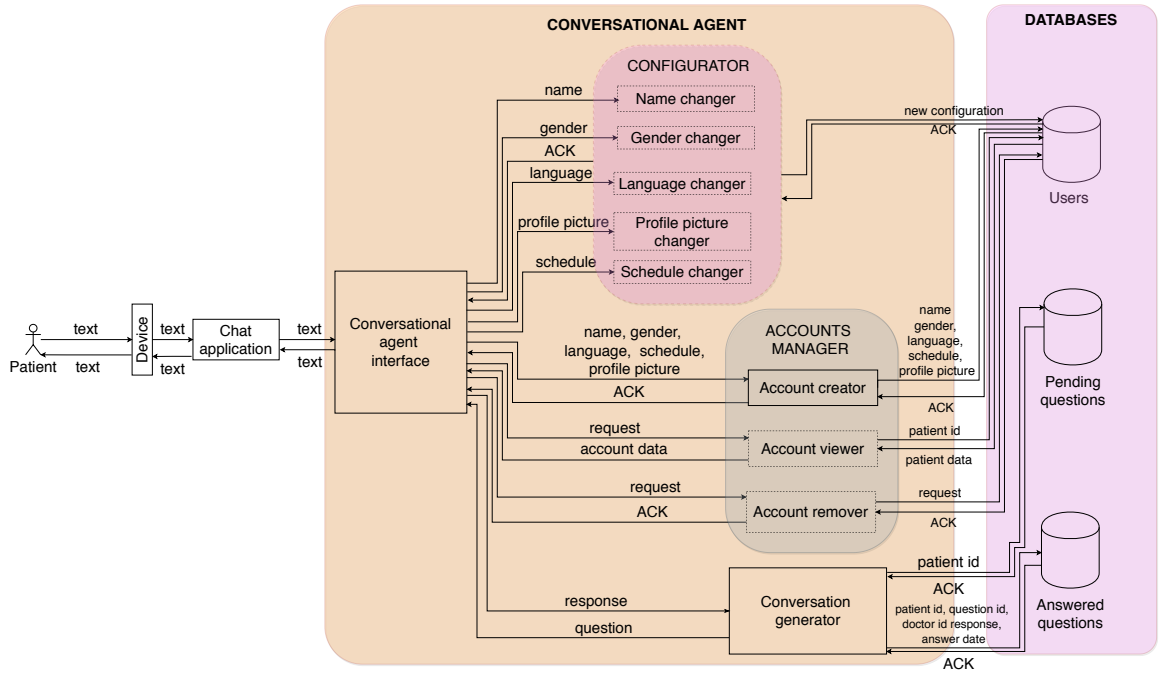 CONVERSATIONAL AGENT
DATABASES
CONFIGURATOR
name
Name changer
gender
Gender changer
ACK
language
Language changer
profile picture
Profile picture
changer
schedule
Schedule changer
new configuration
ACK
Users
Patient
text
text
Device
text
text
Chat
application
text
text
Conversational
agent
interface
name, gender,
language, schedule,
profile picture
ACK
ACCOUNTS
MANAGER
Account creator
name
gender,
language,
schedule,
profile picture
ACK
Pending
questions
request
account data
Account viewer
patient id
patient data
request
ACK
Account remover
request
ACK
response
question
Conversation
generator
patient id
ACK
patient id, question id,
doctor id response,
answer date
ACK
Answered
questions